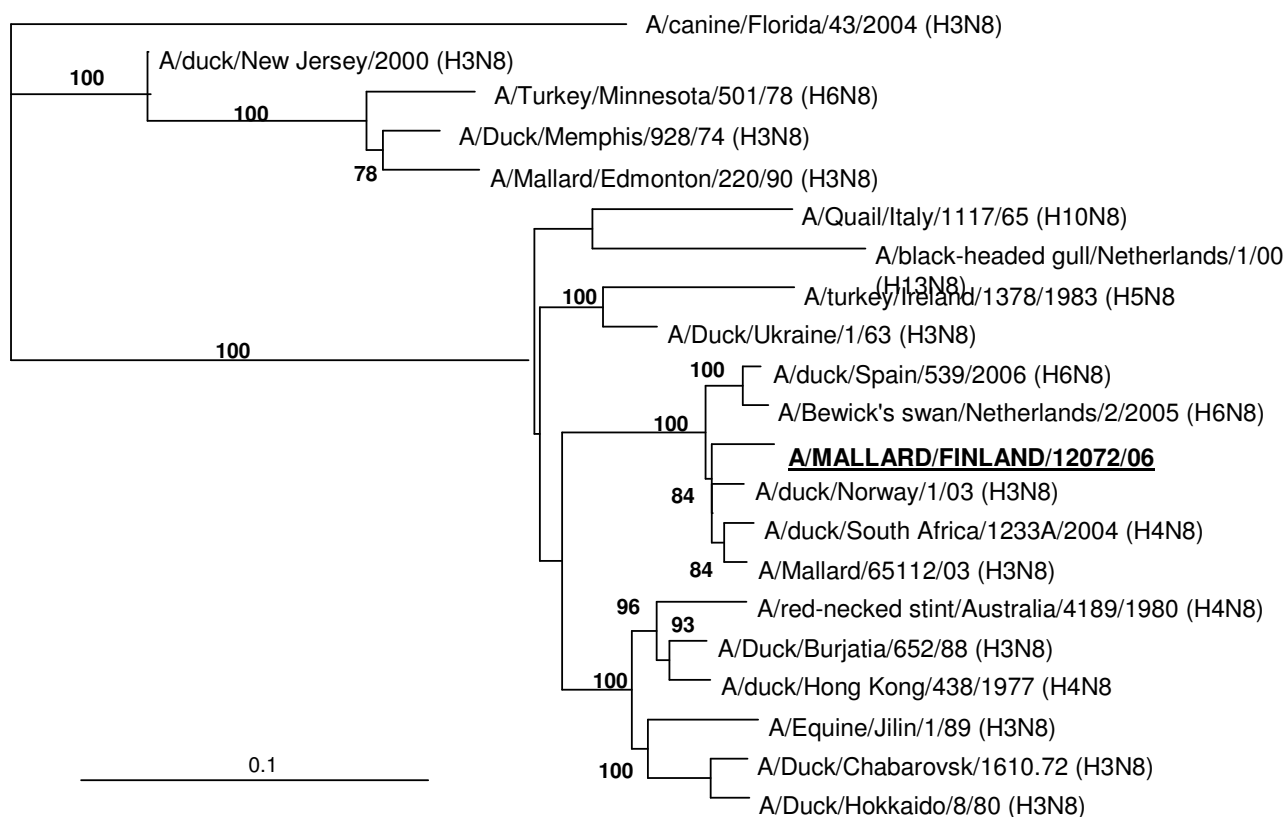 A/canine/Florida/43/2004 (H3N8)
A/duck/New Jersey/2000 (H3N8)
100
A/Turkey/Minnesota/501/78 (H6N8)
100
A/Duck/Memphis/928/74 (H3N8)
78
A/Mallard/Edmonton/220/90 (H3N8)
A/Quail/Italy/1117/65 (H10N8)
A/black-headed gull/Netherlands/1/00
(H13N8)
100
A/turkey/Ireland/1378/1983 (H5N8
A/Duck/Ukraine/1/63 (H3N8)
100
100
A/duck/Spain/539/2006 (H6N8)
A/Bewick's swan/Netherlands/2/2005 (H6N8)
100
A/MALLARD/FINLAND/12072/06
84
A/duck/Norway/1/03 (H3N8)
A/duck/South Africa/1233A/2004 (H4N8)
84
A/Mallard/65112/03 (H3N8)
96
A/red-necked stint/Australia/4189/1980 (H4N8)
93
A/Duck/Burjatia/652/88 (H3N8)
100
A/duck/Hong Kong/438/1977 (H4N8
A/Equine/Jilin/1/89 (H3N8)
0.1
100
A/Duck/Chabarovsk/1610.72 (H3N8)
A/Duck/Hokkaido/8/80 (H3N8)